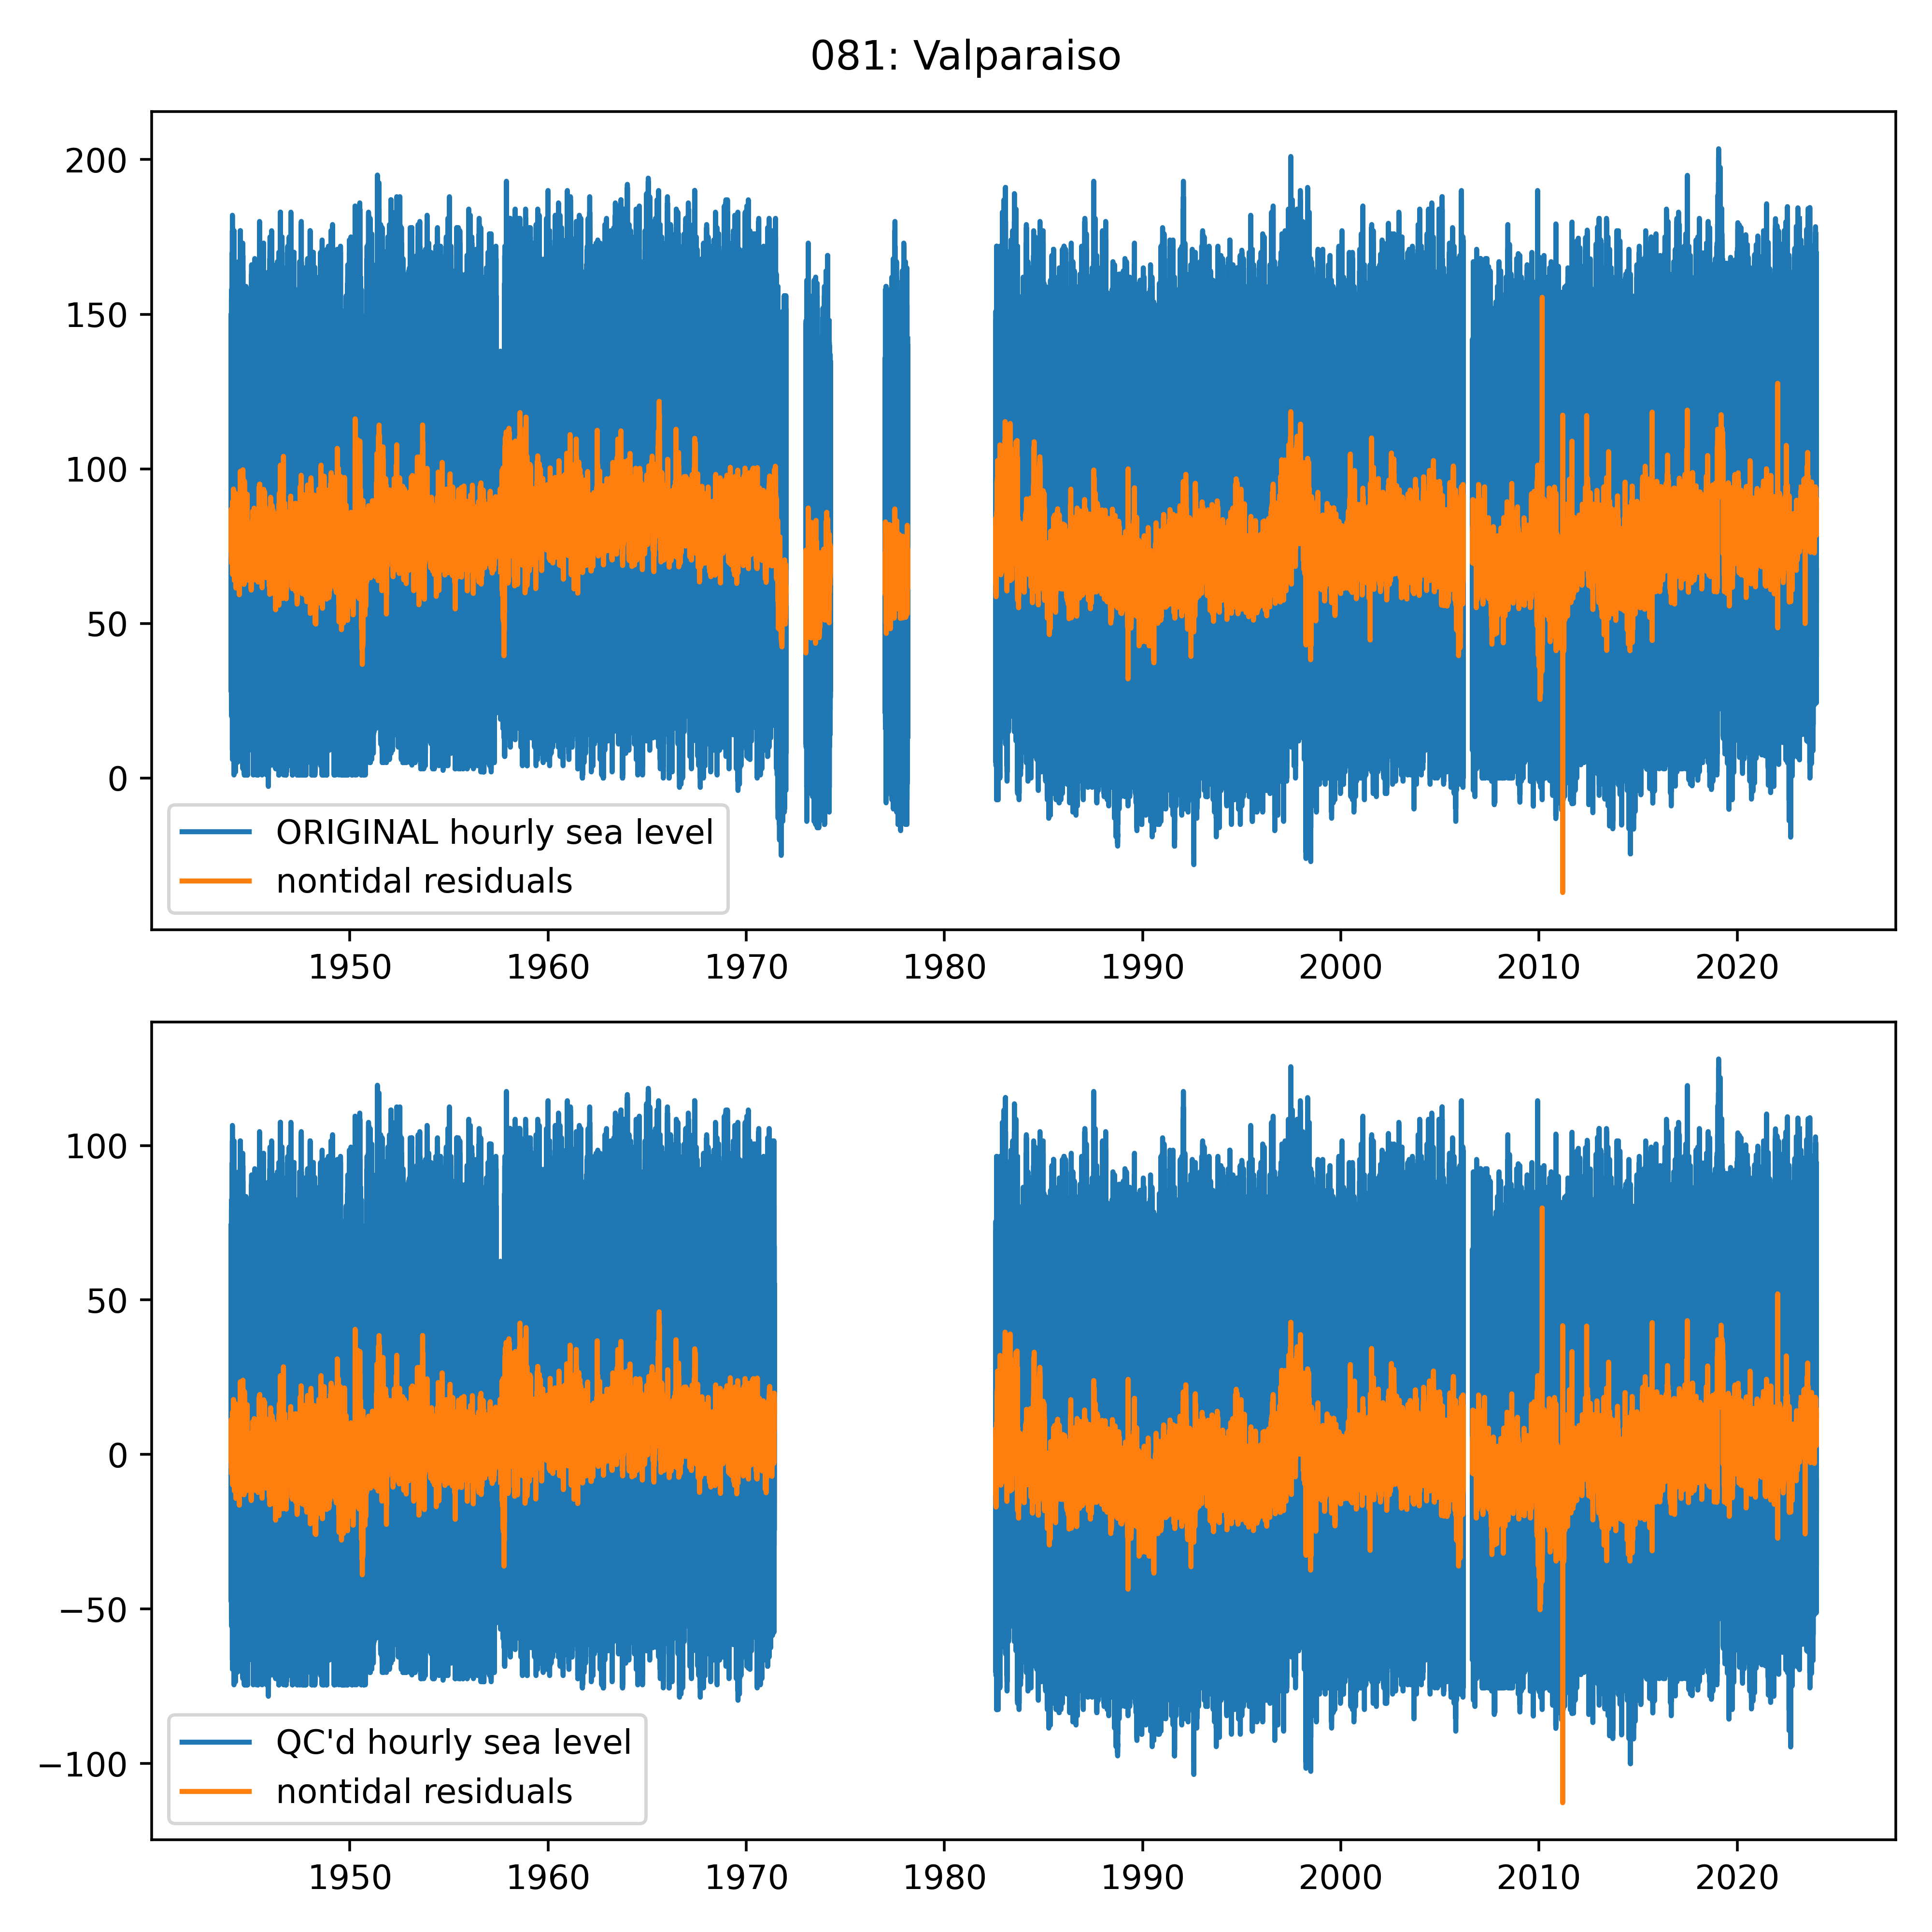 081: Valparaiso
200
150
100
50
0
ORIGINAL hourly sea level
nontidal residuals
1950 1960 1970 1980 1990 2000 2010 2020
100
50
0
−50
−100
QC'd hourly sea level
nontidal residuals
1950 1960 1970 1980 1990 2000 2010 2020